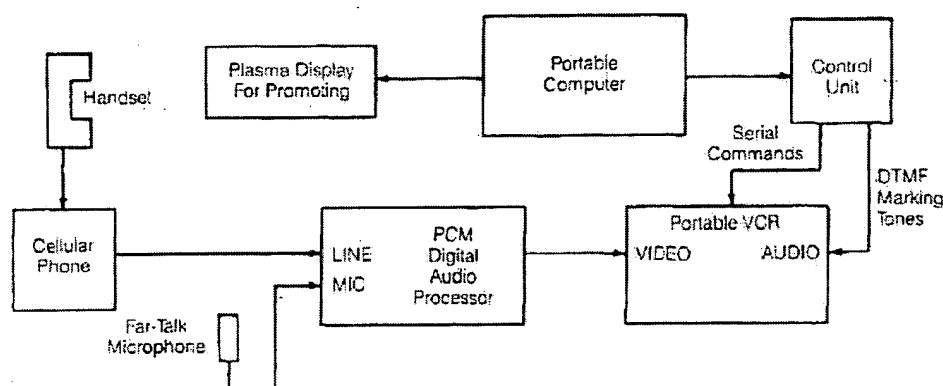 Handset
Plasma Display
For Promoting
Portable
Computer
Control
Unit
Serial
Commands
DTMF
Marking
Tones
Cellular
Phone
LINE
MIC
PCM
Digital
Audio
Processor
Portable VCR
VIDEO
AUDIO
Far-Talk
Microphone